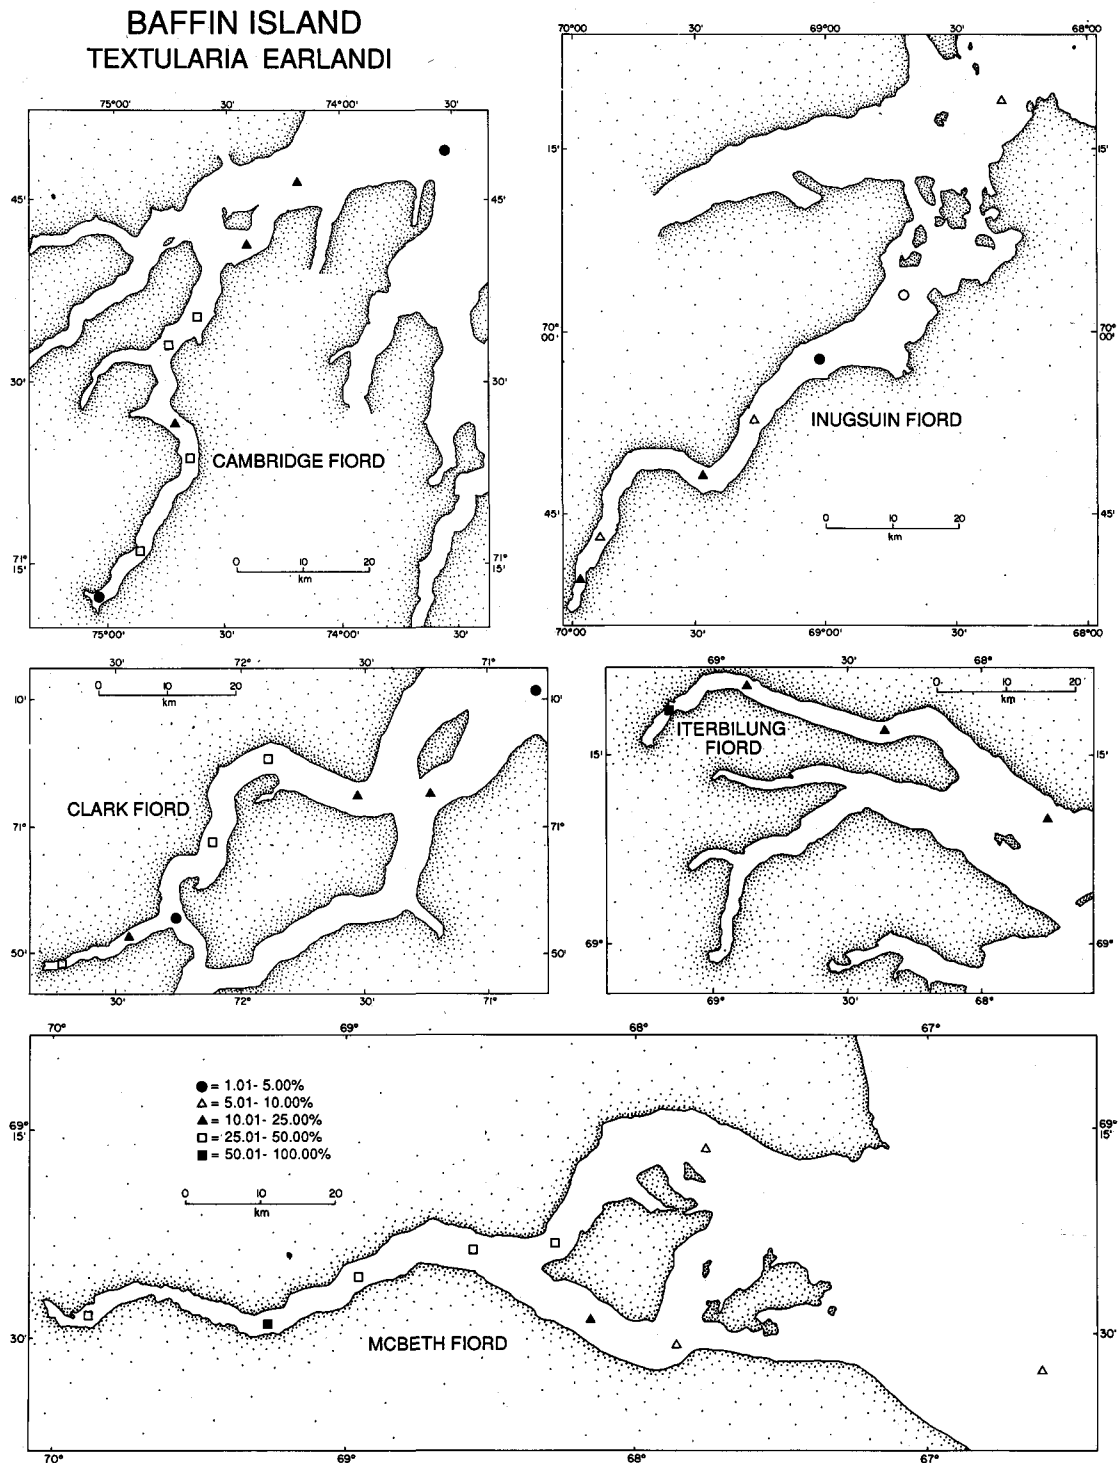 BAFFIN ISLAND
TEXTULARIA EARLANDI
75°00' 30' 74°00' 30'
45' 45'
30' 30'
CAMBRIDGE FIORD
71° 15' 71° 15'
0 10 20
km
75°00' 30' 74°00' 30'
70°00' 30' 69°00' 30' 68°00'
15' 15'
70° 00' 70° 00'
INUGSUIN FIORD
45' 45'
0 10 20
km
70°00' 30' 69°00' 30' 68°00'
30' 72° 30' 71°
0 10 20
km
10' 10'
CLARK FIORD
71° 71°
50' 50'
30' 72° 30' 71°
69° 30' 68°
0 10 20
km
ITERBILUNG
FIORD
15' 15'
69° 69°
69° 30' 68°
70° 69° 68° 67°
● = 1.01- 5.00%
△ = 5.01- 10.00%
▲ = 10.01- 25.00%
□ = 25.01- 50.00%
■ = 50.01- 100.00%
69° 15' 69° 15'
0 10 20
km
30' 30'
MCBETH FIORD
70° 69° 68° 67°